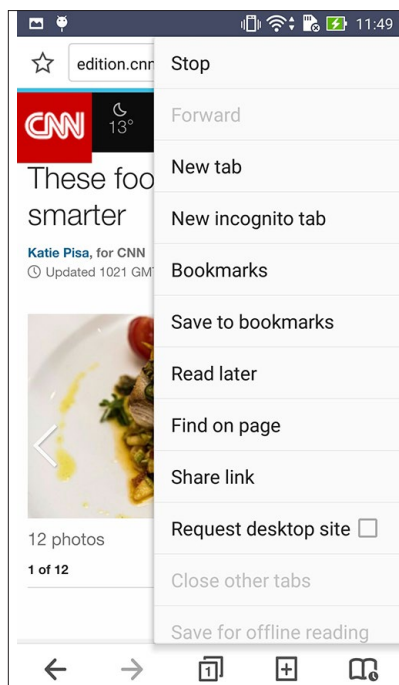 11:49
edition.cnn
Stop
Forward
New tab
New incognito tab
Bookmarks
Save to bookmarks
Read later
Find on page
Share link
Request desktop site
Close other tabs
Save for offline reading
CNN
13°
These foo
smarter
Katie Pisa, for CNN
Updated 1021 GM
12 photos
1 of 12
1